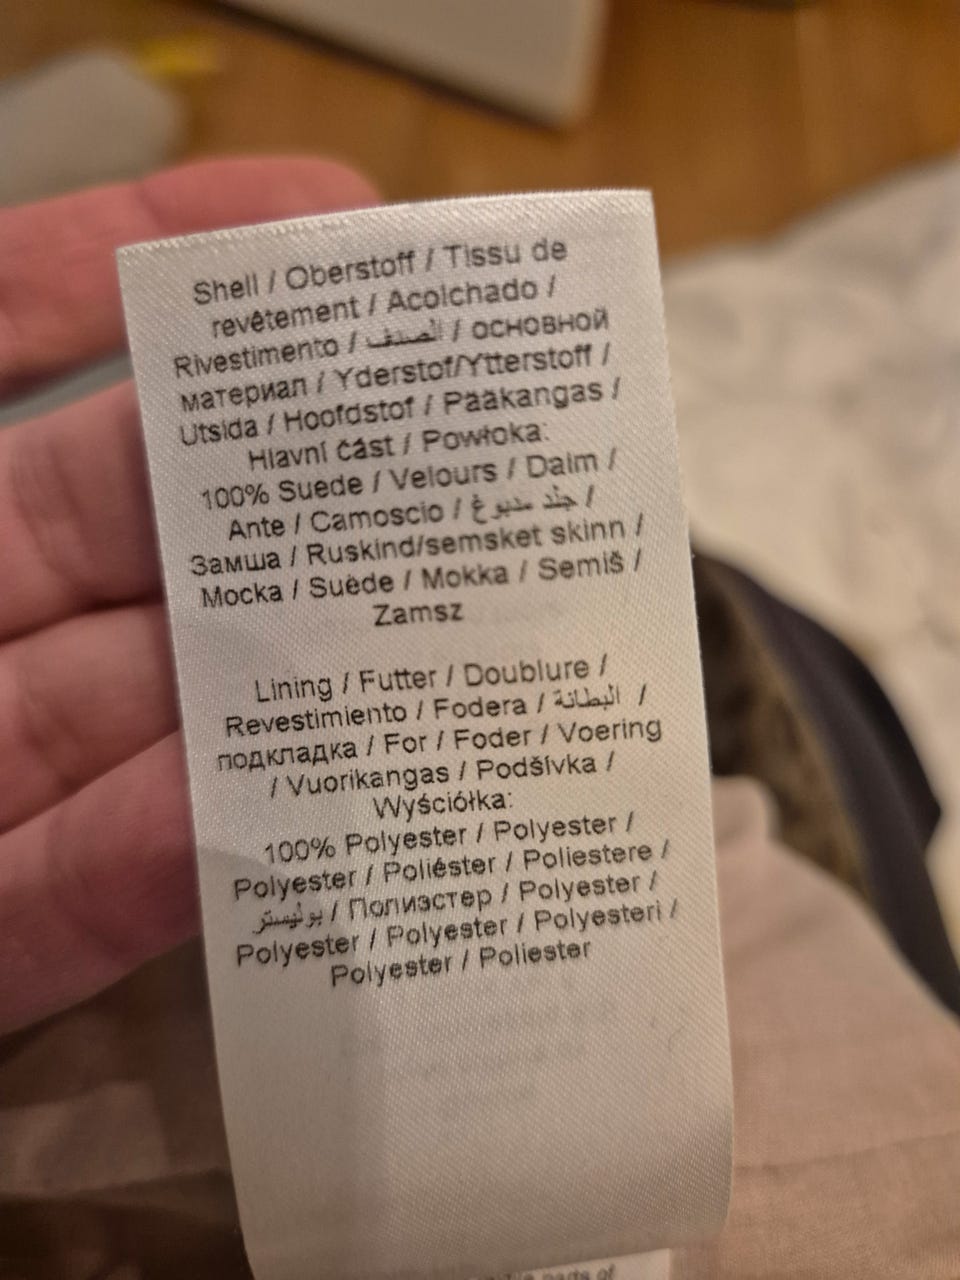 Shell / Oberstoff / Tissu de
revêtement / Acolchado /
Rivestimento / الصدف / основной
материал / Yderstof/Ytterstoff /
Utsida / Hoofdstof / Pääkangas /
Hlavní část / Powłoka:
100% Suede / Velours / Daim /
Ante / Camoscio / جلد مدبوغ /
Замша / Ruskind/semsket skinn /
Mocka / Suède / Mokka / Semiš /
Zamsz
Lining / Futter / Doublure /
Revestimiento / Fodera / البطانة /
подкладка / For / Foder / Voering
/ Vuorikangas / Podšívka /
Wyściółka:
100% Polyester / Polyester /
Polyester / Poliéster / Poliestere /
/ Полиэстер / Polyester /
Polyester / Polyester / Polyesteri /
Polyester / Poliester
parts of